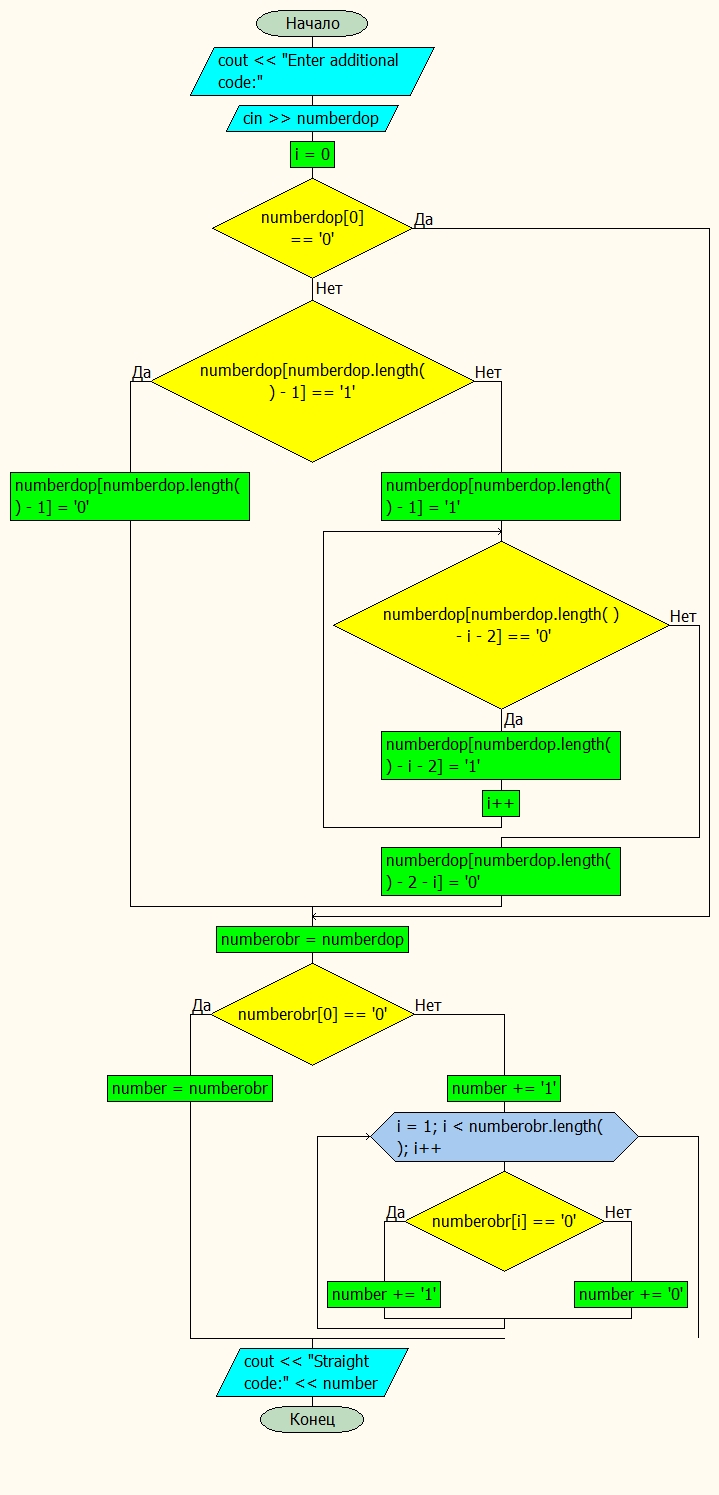 Начало
cout << "Enter additional
code:"
cin >> numberdop
i = 0
numberdop[0]
== '0'
Да
Нет
numberdop[numberdop.length(
) - 1] == '1'
Да
Нет
numberdop[numberdop.length(
) - 1] = '0'
numberdop[numberdop.length(
) - 1] = '1'
numberdop[numberdop.length( )
- i - 2] == '0'
Нет
Да
numberdop[numberdop.length(
) - i - 2] = '1'
i++
numberdop[numberdop.length(
) - 2 - i] = '0'
numberobr = numberdop
numberobr[0] == '0'
Да
Нет
number = numberobr
number += '1'
i = 1; i < numberobr.length(
); i++
numberobr[i] == '0'
Да
Нет
number += '1'
number += '0'
cout << "Straight
code:" << number
Конец